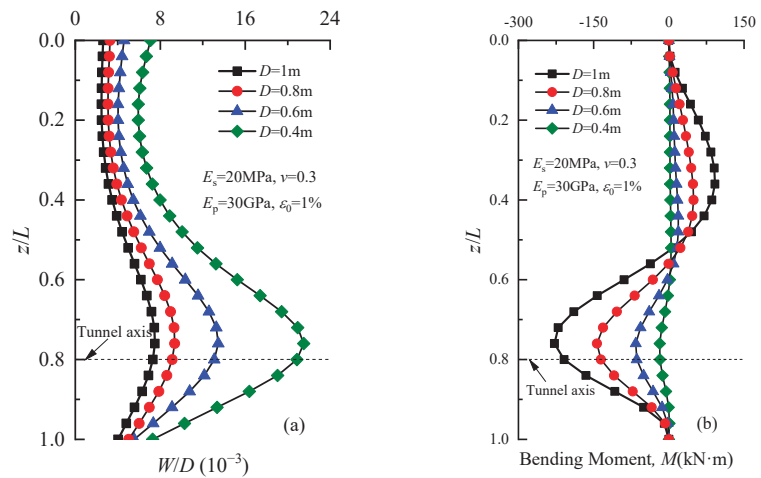 0 8 16 24
0.0
0.2
0.4
0.6
0.8
1.0
z/L
D=1m
D=0.8m
D=0.6m
D=0.4m
Eₛ=20MPa, ν=0.3
Eₚ=30GPa, ε₀=1%
Tunnel axis
(a)
W/D (10⁻³)
-300 -150 0 150
0.0
0.2
0.4
0.6
0.8
1.0
z/L
D=1m
D=0.8m
D=0.6m
D=0.4m
Eₛ=20MPa, ν=0.3
Eₚ=30GPa, ε₀=1%
Tunnel axis
(b)
Bending Moment, M(kN·m)